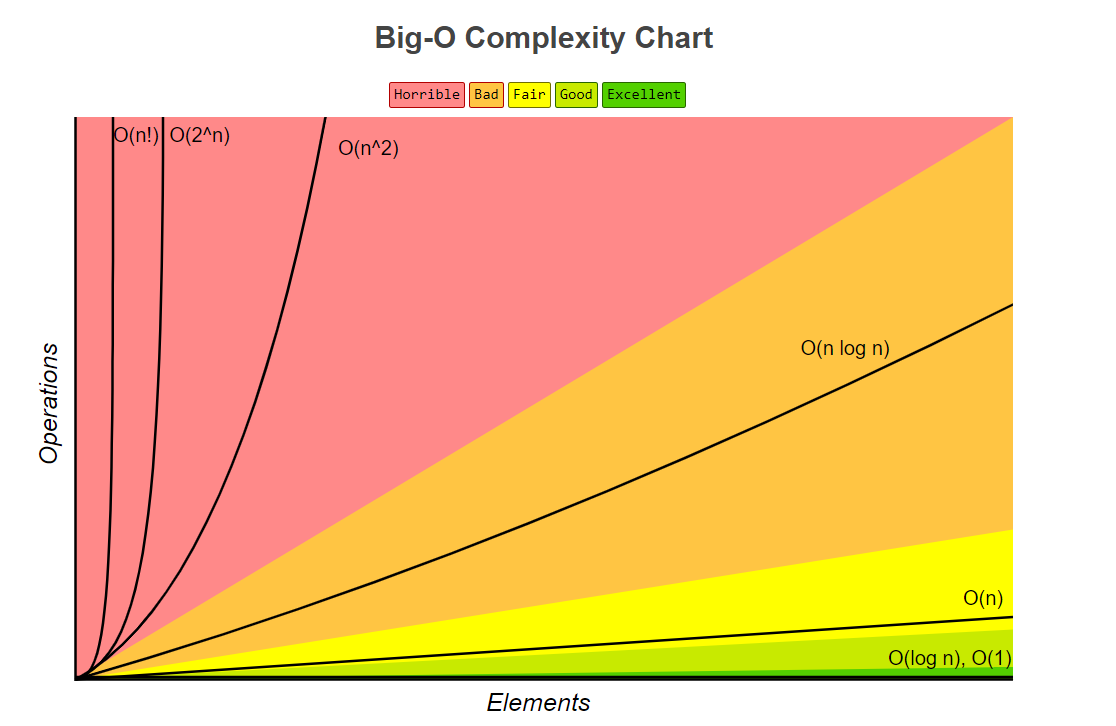 Big-O Complexity Chart
Horrible Bad Fair Good Excellent
O(n!) O(2^n)
O(n^2)
O(n log n)
Operations
O(n)
O(log n), O(1)
Elements